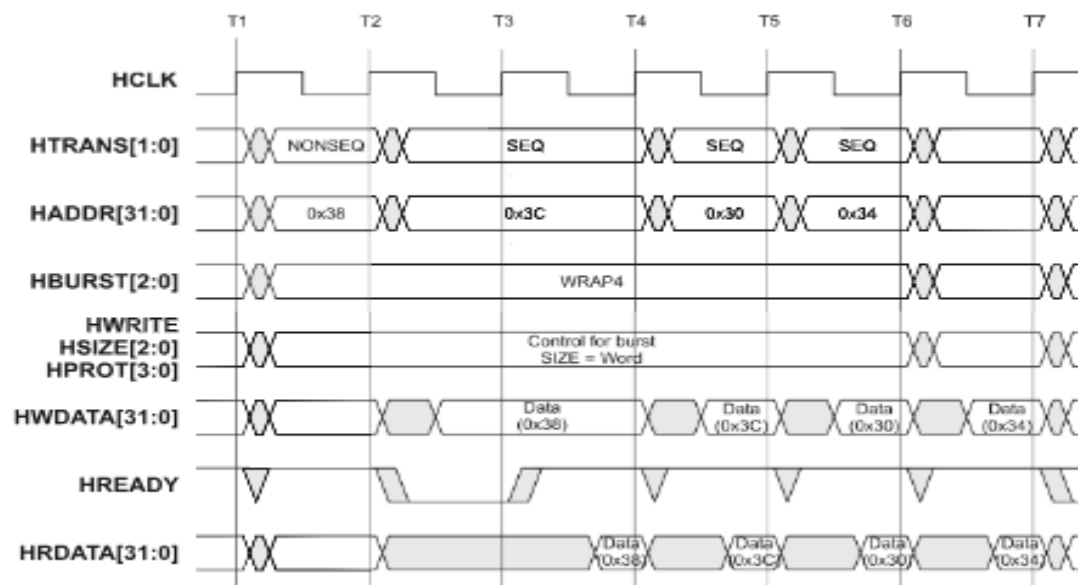 T1 T2 T3 T4 T5 T6 T7
HCLK
HTRANS[1:0] NONSEQ SEQ SEQ SEQ
HADDR[31:0] 0x38 0x3C 0x30 0x34
HBURST[2:0] WRAP4
HWRITE
HSIZE[2:0]
HPROT[3:0]
Control for burst
SIZE = Word
HWDATA[31:0] Data Data Data Data
(0x38) (0x3C) (0x30) (0x34)
HREADY
HRDATA[31:0] Data Data Data Data
(0x38) (0x3C) (0x30) (0x34)